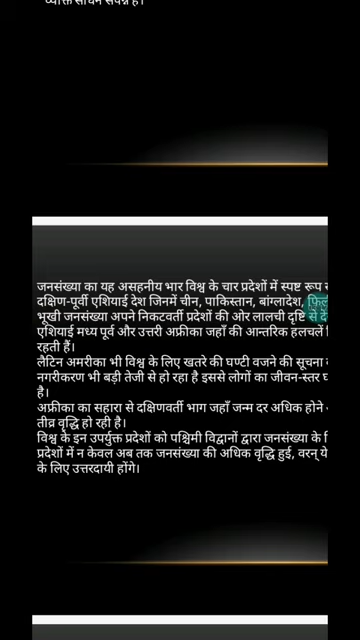 जनसंख्या का यह असहनीय भार विश्व के चार प्रदेशों में स्पष्ट रूप
दक्षिण-पूर्वी एशियाई देश जिनमें चीन, पाकिस्तान, बांग्लादेश,
भूखी जनसंख्या अपने निकटवर्ती प्रदेशों की ओर लालची दृष्टि से
एशियाई मध्य पूर्व और उत्तरी अफ्रीका जहाँ की आन्तरिक हलचलें
रहती हैं।
लैटिन अमरीका भी विश्व के लिए खतरे की घण्टी वजने की सूचना
नगरीकरण भी बड़ी तेजी से हो रहा है इससे लोगों का जीवन-स्तर
है।
अफ्रीका का सहारा से दक्षिणवर्ती भाग जहाँ जन्म दर अधिक होने
तीव्र वृद्धि हो रही है।
विश्व के इन उपर्युक्त प्रदेशों को पश्चिमी विद्वानों द्वारा जनसंख्या के
प्रदेशों में न केवल अब तक जनसंख्या की अधिक वृद्धि हुई, वरन् ये
के लिए उत्तरदायी होंगे।